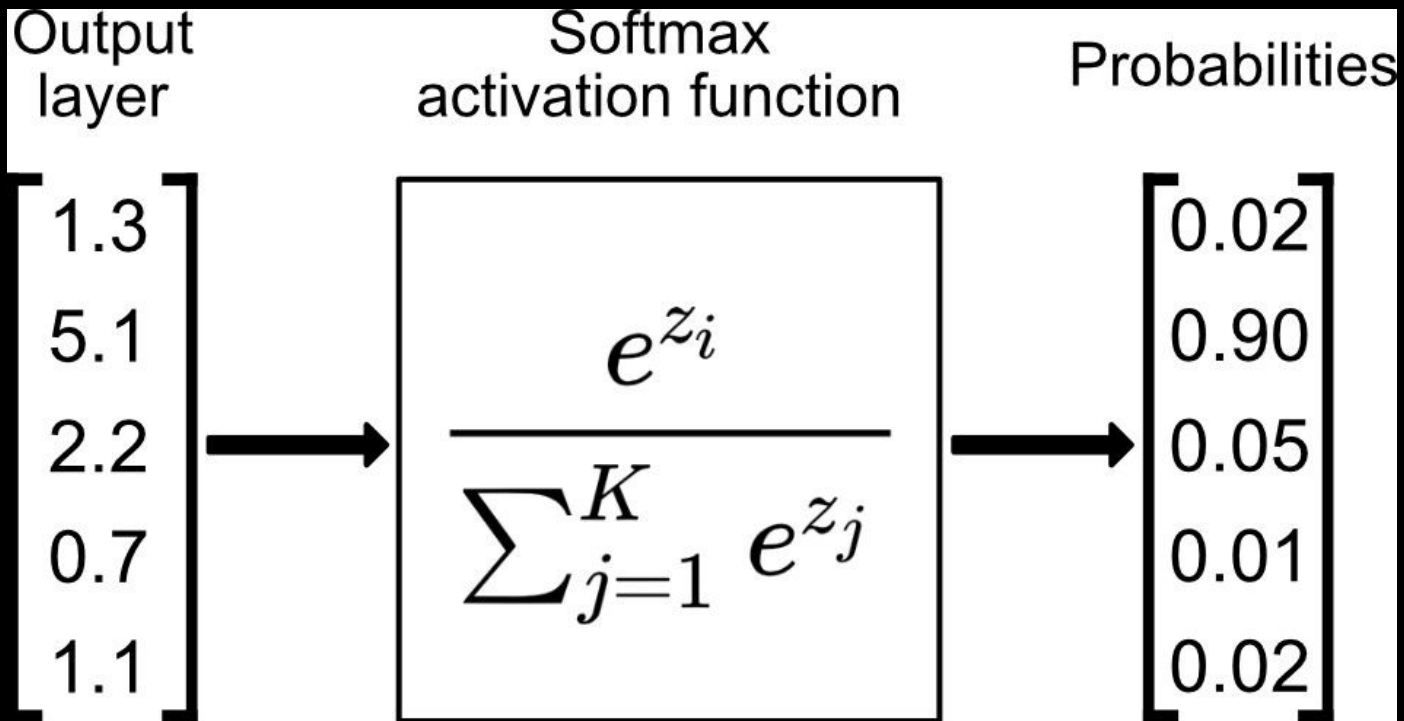 Output
layer
Softmax
activation function
Probabilities
1.3
5.1
2.2
0.7
1.1
e^{z_i}
∑_{j=1}^{K} e^{z_j}
0.02
0.90
0.05
0.01
0.02